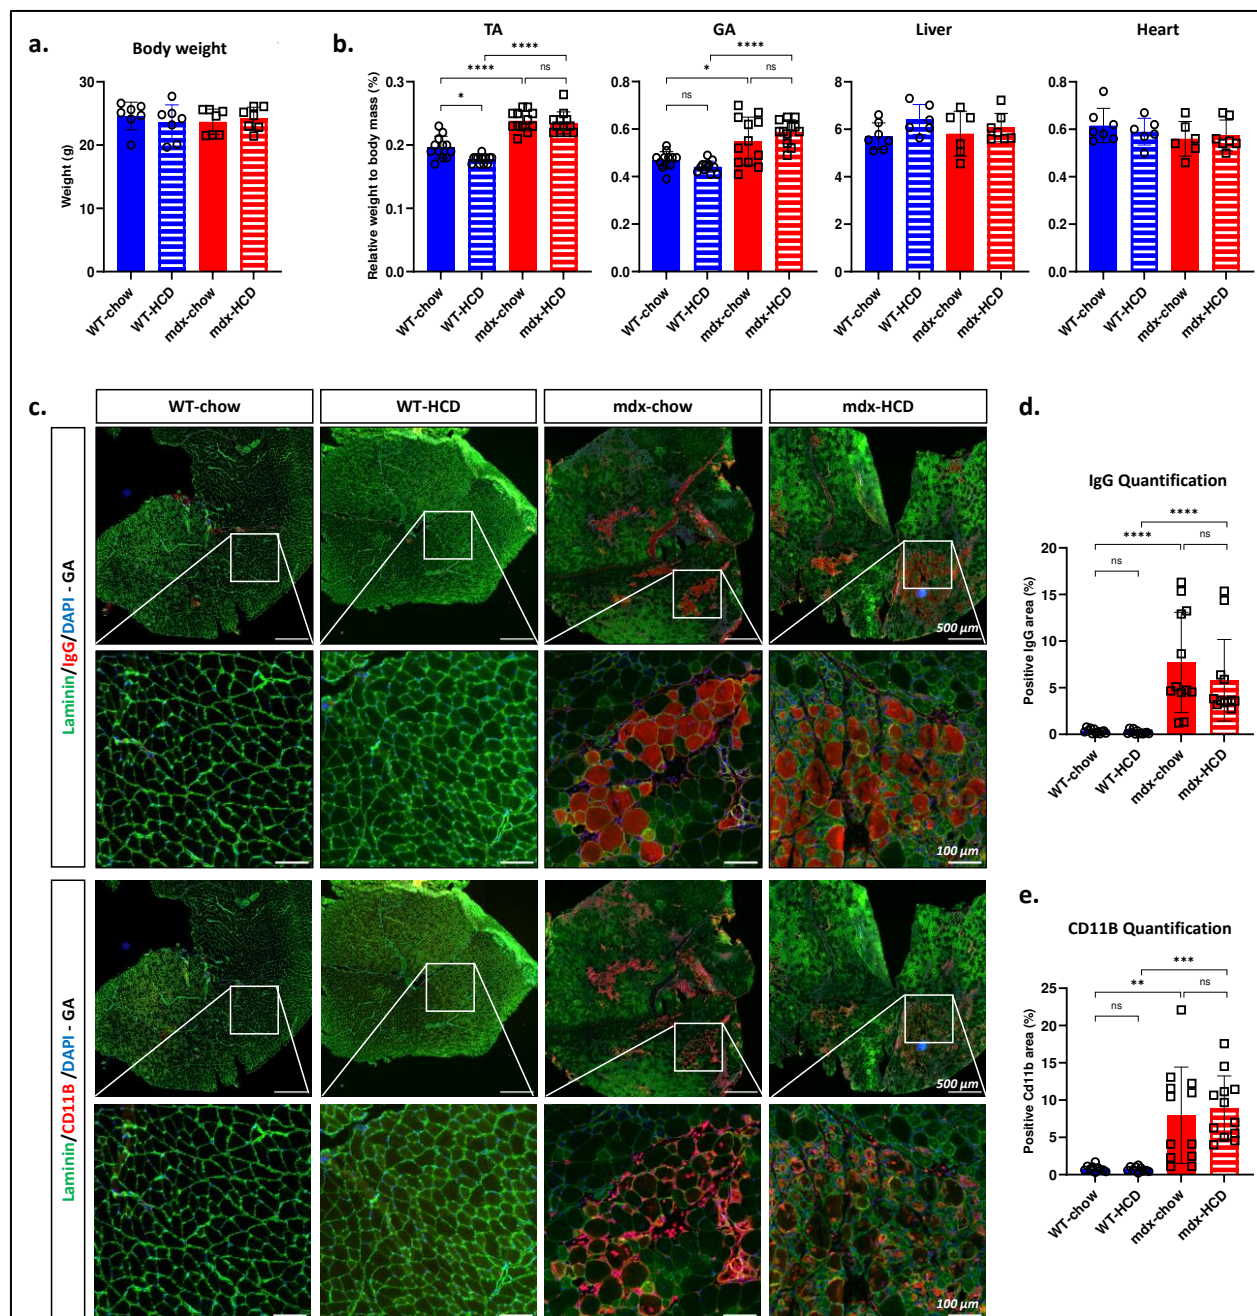 a.
Body weight
Weight (g)
30
20
10
0
WT-chow
WT-HCD
mdx-chow
mdx-HCD
b.
TA
Relative weight to body mass (%)
0.3
0.2
0.1
0.0
****
****
ns
*
WT-chow
WT-HCD
mdx-chow
mdx-HCD
GA
0.8
0.6
0.4
0.2
0.0
****
*
ns
ns
WT-chow
WT-HCD
mdx-chow
mdx-HCD
Liver
8
6
4
2
0
WT-chow
WT-HCD
mdx-chow
mdx-HCD
Heart
0.8
0.6
0.4
0.2
0.0
WT-chow
WT-HCD
mdx-chow
mdx-HCD
c.
WT-chow
WT-HCD
mdx-chow
mdx-HCD
Laminin/IgG/DAPI - GA
500 µm
100 µm
Laminin/CD11B /DAPI - GA
500 µm
100 µm
d.
IgG Quantification
Positive IgG area (%)
20
15
10
5
0
****
****
ns
ns
WT-chow
WT-HCD
mdx-chow
mdx-HCD
e.
CD11B Quantification
Positive Cd11b area (%)
25
20
15
10
5
0
***
**
ns
ns
WT-chow
WT-HCD
mdx-chow
mdx-HCD